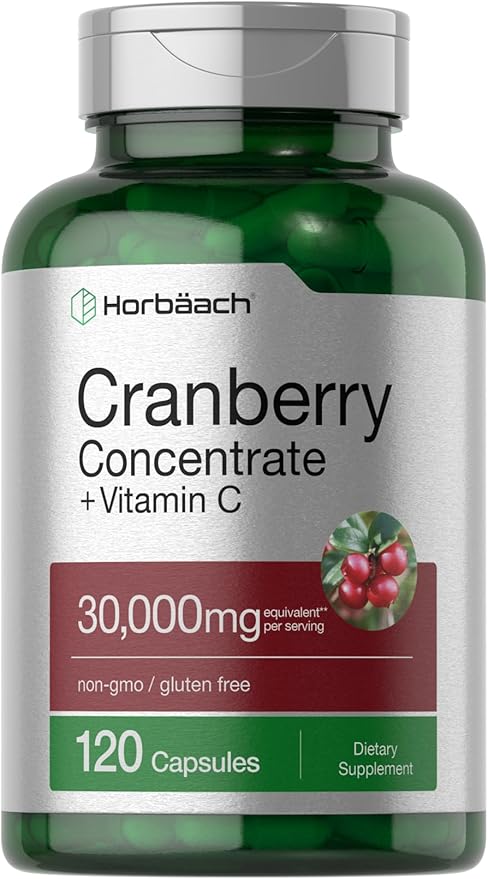 Horbäach®
Cranberry
Concentrate
+ Vitamin C
30,000mg equivalent** per serving
non-gmo / gluten free
120 Capsules
Dietary
Supplement